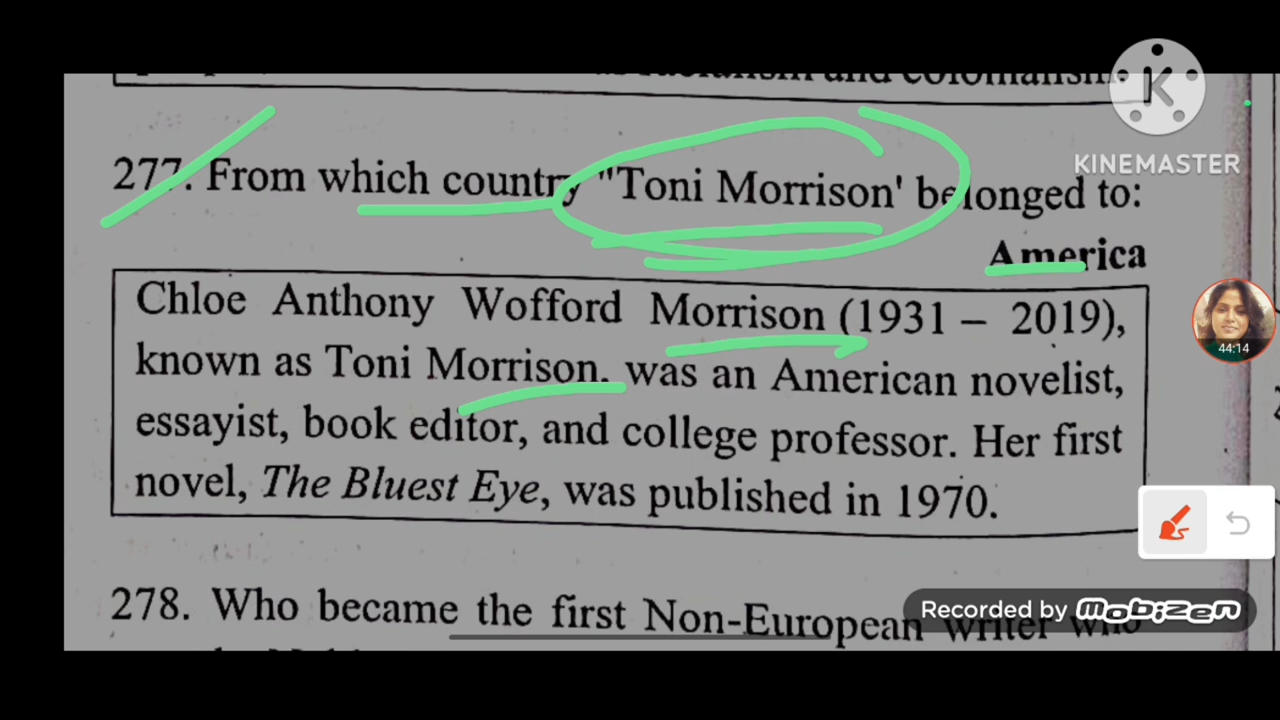 and colonialism.
KINEMASTER
277. From which country "Toni Morrison' belonged to:
America
Chloe Anthony Wofford Morrison (1931 – 2019),
known as Toni Morrison, was an American novelist,
essayist, book editor, and college professor. Her first
novel, The Bluest Eye, was published in 1970.
44:14
278. Who became the first Non-European writer who
Recorded by mobizen